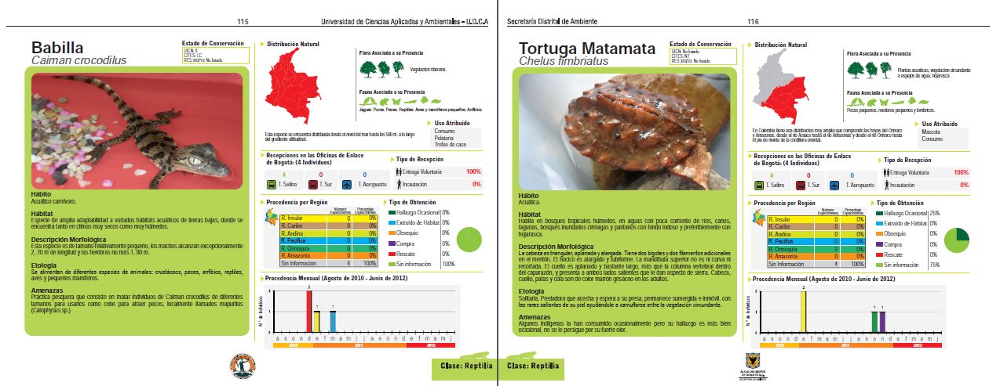 115
Universidad de Ciencias Aplicadas y Ambientales – U.D.C.A
Babilla
Caiman crocodilus
Estado de Conservación
UICN: II
CITES: LC
RES 383/10: No listado
Hábito
Acuático carnívoro.
Hábitat
Especie de amplia adaptabilidad a variados hábitats acuáticos de tierras bajas, donde se
encuentra tanto en climas muy secos como muy húmedos.
Descripción Morfológica
Esta especie es de tamaño relativamente pequeño, los machos alcanzan excepcionalmente
2, 70 m de longitud y las hembras no más 1, 80 m.
Etología
Se alimentan de diferentes especies de animales: crustáceos, peces, anfibios, reptiles,
aves y pequeños mamíferos.
Amenazas
Práctica pesquera que consiste en matar individuos de Caiman crocodilus de diferentes
tamaños para usarlos como cebo para atraer peces, localmente llamados mapuritos
(Calophysus sp.)
Distribución Natural
Esta especie se encuentra distribuida desde el nivel del mar hasta los 500 m. a lo largo
del gradiente altitudinal.
Flora Asociada a su Presencia
Vegetacion riberena.
Fauna Asociada a su Presencia
Jaguar. Puma. Peces. Reptiles. Aves y mamíferos pequeños. Anfibios.
Uso Atribuido
Consumo
Peletería
Trofeo de caza
Recepciones en las Oficinas de Enlace
de Bogotá: (4 Individuos)
4 0 0
T. Salitre T. Sur T. Aeropuerto
Tipo de Recepción
Entrega Voluntaria 100%
Incautación 0%
Procedencia por Región
Número Especímenes Porcentaje Especímenes
R. Insular 0 0%
R. Caribe 0 0%
R. Andina 0 0%
R. Pacifica 0 0%
R. Orinoquia 0 0%
R. Amazonía 0 0%
Sin Información 4 100%
Tipo de Obtención
Hallazgo Ocasional 0%
Extraído de Hábitat 0%
Obsequio 0%
Compra 0%
Rescate 0%
Sin información 100%
Procedencia Mensual (Agosto de 2010 - Junio de 2012)
N ° de Individuos
2
1
0
2 1 1
a s o n d e f m a m j j a s o n d e f m a m j
2010 2011 2012
Clase: Reptilia
Secretaría Distrital de Ambiente
116
Tortuga Matamata
Chelus fimbriatus
Estado de Conservación
UICN: No listado
CITES: NT
RES 383/10: No listado
Hábito
Acuática.
Hábitat
Habita en bosques tropicales húmedos, en aguas con poca corriente de ríos, caños,
lagunas, bosques inundados ciénagas y pantanos con fondo lodoso y preferiblemente con
hojarasca.
Descripción Morfológica
La cabeza es triangular, aplanada y alargada. Tiene dos bigotes y dos filamentos adicionales
en el mentón. El hocico es alargado y tubiforme. La mandíbula superior no es ni curva ni
recortada. El cuello es aplanado y bastante largo, más que la columna vertebral dentro
del caparazón, y presenta a ambos lados salientes que le dan aspecto de sierra. Cabeza,
cuello, patas y cola son de color marrón grisáceo en los adultos.
Etología
Solitaria. Predadora que acecha y espera a su presa, permanece sumergida e inmóvil, con
las raras salientes de su piel ayudándole a camuflarse entre la vegetación circundante.
Amenazas
Algunos indígenas la han consumido ocasionalmente pero su hallazgo es más bien
ocasional, no se le persigue por su fuerte olor.
Distribución Natural
En Colombia tiene una distribucion muy amplia que comprende las hoyas del Orinoco
y Amazonas, desde el rio Arauca hasta el rio Amazonas y desde el rio Orinoco hasta
el pie de monte de la cordillera oriental.
Flora Asociada a su Presencia
Plantas acuaticas, vegetacion circundante
a espejos de agua, hojarasca.
Fauna Asociada a su Presencia
Peces pequenos, roedores pequenos y lombrices.
Uso Atribuido
Mascota
Consumo
Recepciones en las Oficinas de Enlace
de Bogotá: (4 Individuos)
4 0 0
T. Salitre T. Sur T. Aeropuerto
Tipo de Recepción
Entrega Voluntaria 100%
Incautación 0%
Procedencia por Región
Número Especímenes Porcentaje Especímenes
R. Insular 0 0%
R. Caribe 0 0%
R. Andina 0 0%
R. Pacifica 0 0%
R. Orinoquia 0 0%
R. Amazonía 0 0%
Sin Información 4 100%
Tipo de Obtención
Hallazgo Ocasional 25%
Extraído de Hábitat 0%
Obsequio 0%
Compra 0%
Rescate 0%
Sin información 75%
Procedencia Mensual (Agosto de 2010 - Junio de 2012)
N ° de Individuos
2
1
0
2 1 1
a s o n d e f m a m j j a s o n d e f m a m j
2010 2011 2012
Clase: Reptilia
ALCALDÍA MAYOR
DE BOGOTÁ D.C.